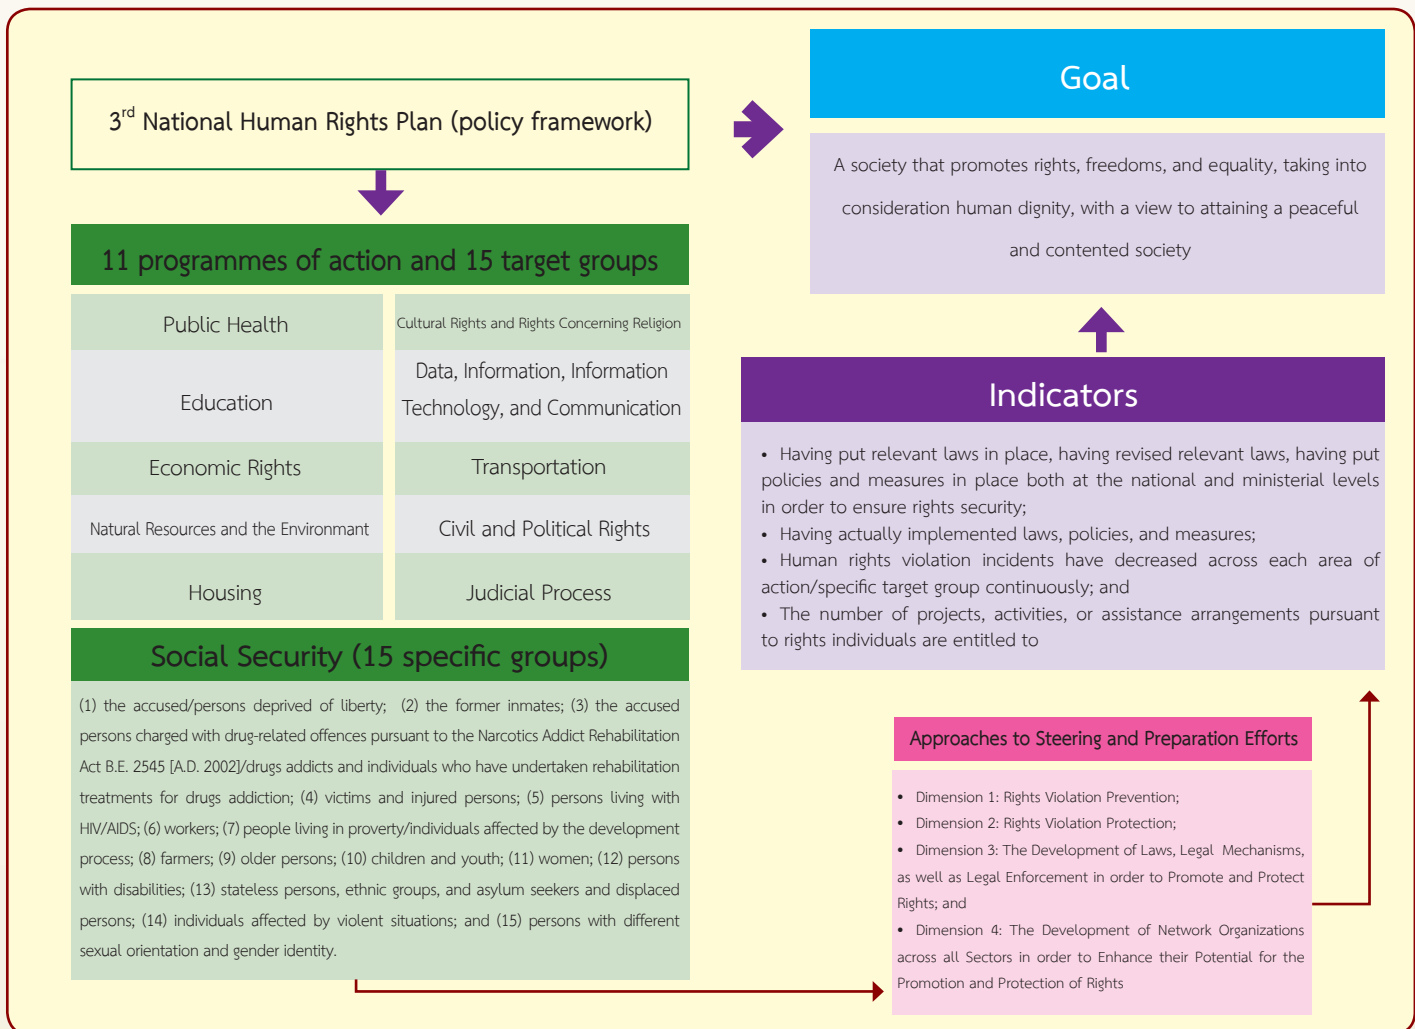 3rd National Human Rights Plan (policy framework)
11 programmes of action and 15 target groups
Public Health
Cultural Rights and Rights Concerning Religion
Education
Data, Information, Information
Technology, and Communication
Economic Rights
Transportation
Natural Resources and the Environmant
Civil and Political Rights
Housing
Judicial Process
Social Security (15 specific groups)
(1) the accused/persons deprived of liberty; (2) the former inmates; (3) the accused
persons charged with drug-related offences pursuant to the Narcotics Addict Rehabilitation
Act B.E. 2545 [A.D. 2002]/drugs addicts and individuals who have undertaken rehabilitation
treatments for drugs addiction; (4) victims and injured persons; (5) persons living with
HIV/AIDS; (6) workers; (7) people living in proverty/individuals affected by the development
process; (8) farmers; (9) older persons; (10) children and youth; (11) women; (12) persons
with disabilities; (13) stateless persons, ethnic groups, and asylum seekers and displaced
persons; (14) individuals affected by violent situations; and (15) persons with different
sexual orientation and gender identity.
Goal
A society that promotes rights, freedoms, and equality, taking into
consideration human dignity, with a view to attaining a peaceful
and contented society
Indicators
• Having put relevant laws in place, having revised relevant laws, having put
policies and measures in place both at the national and ministerial levels
in order to ensure rights security;
• Having actually implemented laws, policies, and measures;
• Human rights violation incidents have decreased across each area of
action/specific target group continuously; and
• The number of projects, activities, or assistance arrangements pursuant
to rights individuals are entitled to
Approaches to Steering and Preparation Efforts
• Dimension 1: Rights Violation Prevention;
• Dimension 2: Rights Violation Protection;
• Dimension 3: The Development of Laws, Legal Mechanisms,
as well as Legal Enforcement in order to Promote and Protect
Rights; and
• Dimension 4: The Development of Network Organizations
across all Sectors in order to Enhance their Potential for the
Promotion and Protection of Rights